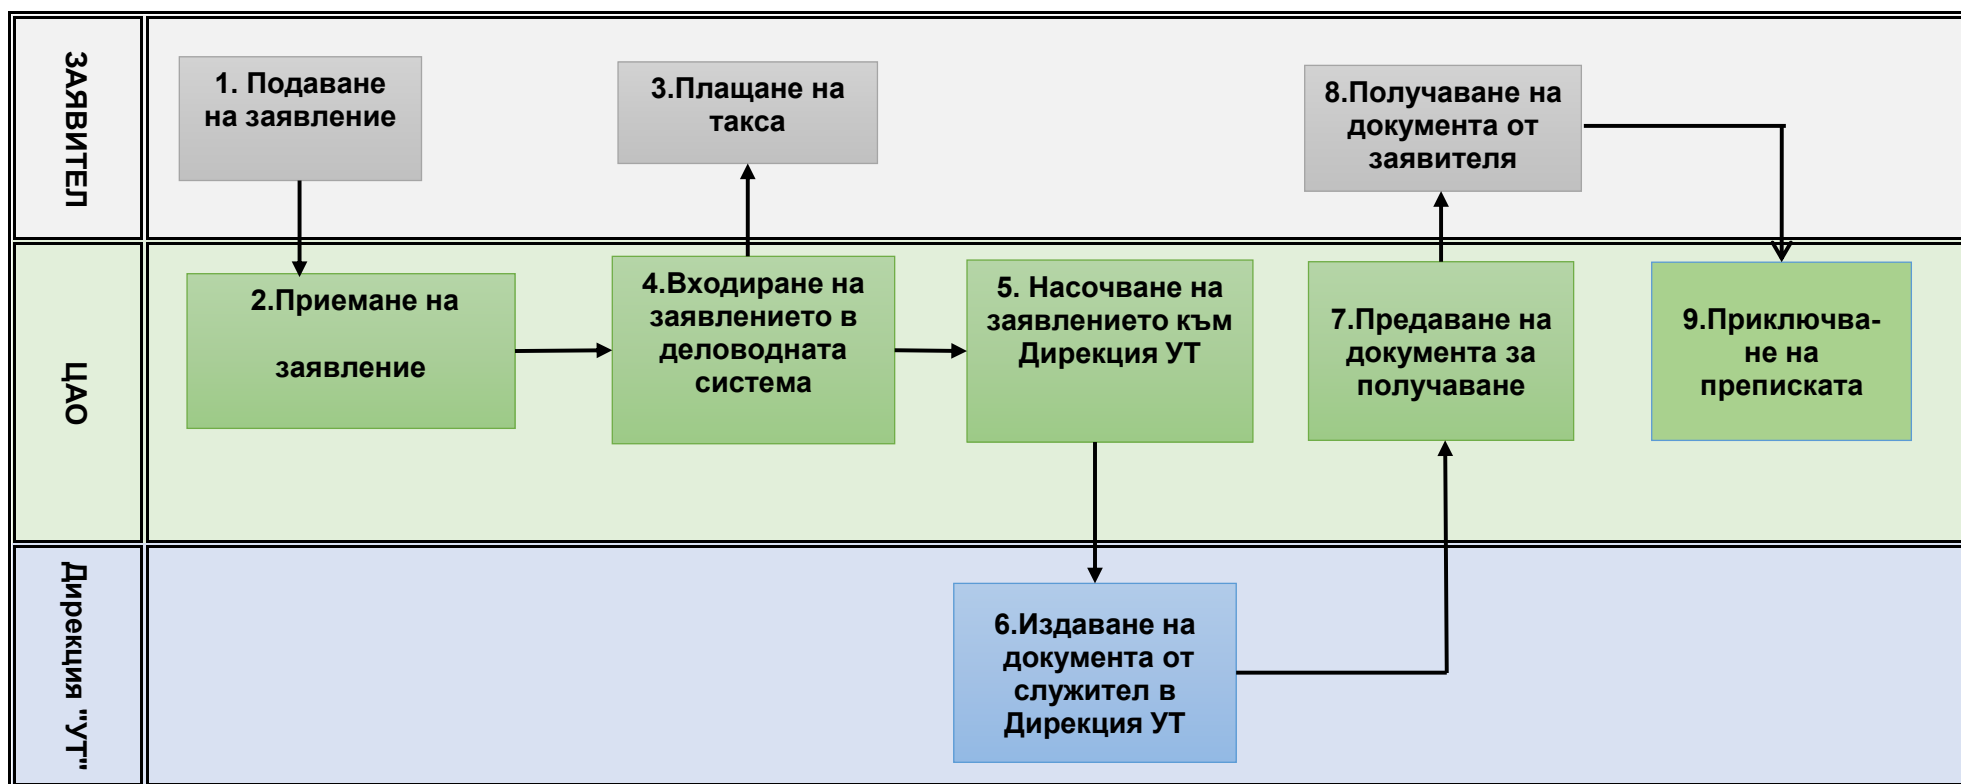 ЗАЯВИТЕЛ
1. Подаване
на заявление
3.Плащане на
такса
8.Получаване на
документа от
заявителя
ЦАО
2.Приемане на
заявление
4.Входиране на
заявлението в
деловодната
система
5. Насочване на
заявлението към
Дирекция УТ
7.Предаване на
документа за
получаване
9.Приключва-
не на
преписката
Дирекция "УТ"
6.Издаване на
документа от
служител в
Дирекция УТ